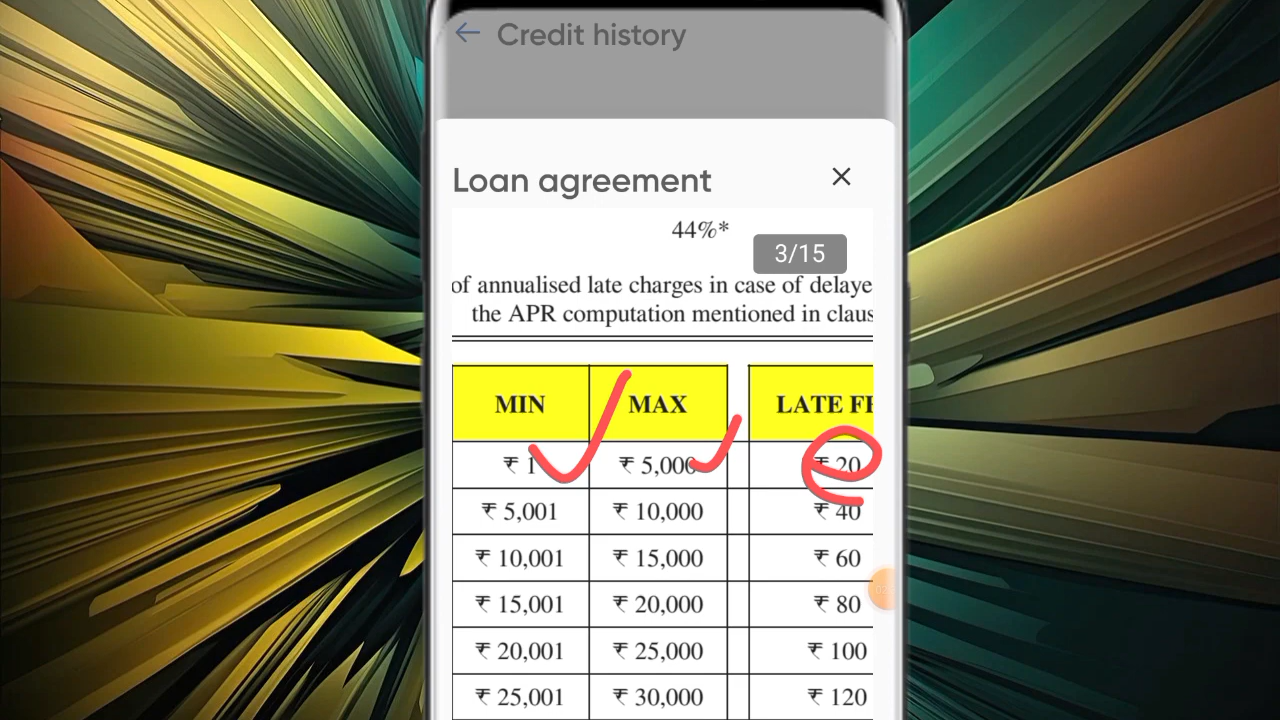 Credit history
Loan agreement
44%*
3/15
of annualised late charges in case of delaye
the APR computation mentioned in claus
MIN MAX LATE FE
₹ 1 ₹ 5,000 ₹ 20
₹ 5,001 ₹ 10,000 ₹ 40
₹ 10,001 ₹ 15,000 ₹ 60
₹ 15,001 ₹ 20,000 ₹ 80
₹ 20,001 ₹ 25,000 ₹ 100
₹ 25,001 ₹ 30,000 ₹ 120